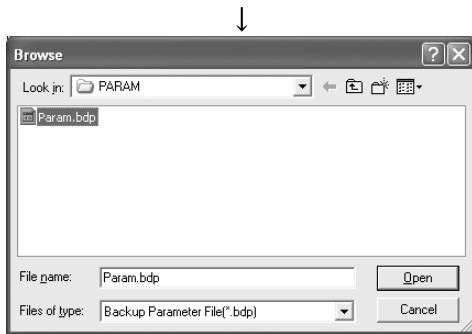 Browse
Look in: PARAM
Param.bdp
File name: Param.bdp Open
Files of type: Backup Parameter File(*.bdp) Cancel